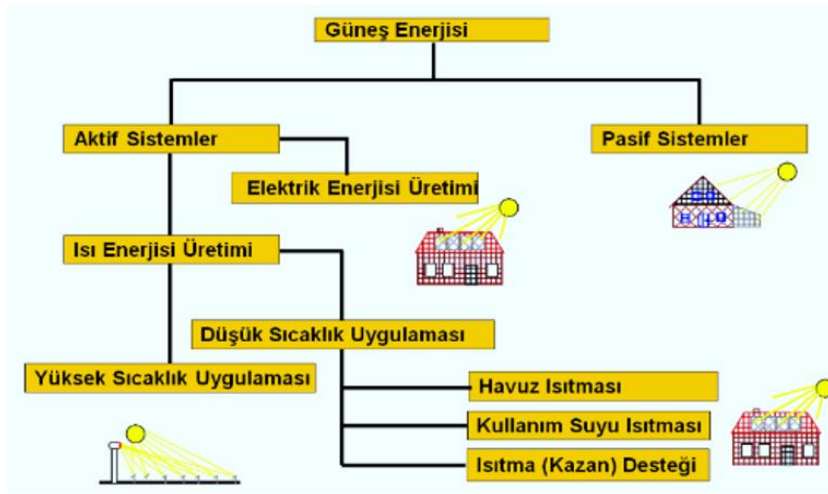 Güneş Enerjisi
Aktif Sistemler
Pasif Sistemler
Elektrik Enerjisi Üretimi
Isı Enerjisi Üretimi
Düşük Sıcaklık Uygulaması
Yüksek Sıcaklık Uygulaması
Havuz Isıtması
Kullanım Suyu Isıtması
Isıtma (Kazan) Desteği